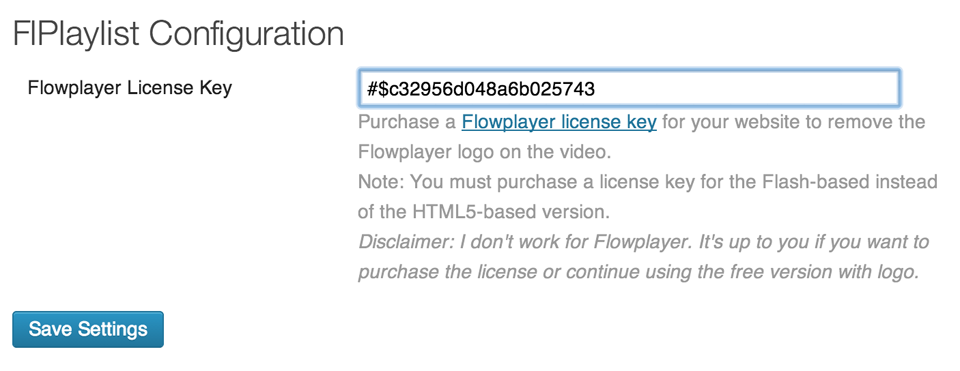 FlPlaylist Configuration
Flowplayer License Key
#$c32956d048a6b025743
Purchase a Flowplayer license key for your website to remove the
Flowplayer logo on the video.
Note: You must purchase a license key for the Flash-based instead
of the HTML5-based version.
Disclaimer: I don't work for Flowplayer. It's up to you if you want to
purchase the license or continue using the free version with logo.
Save Settings